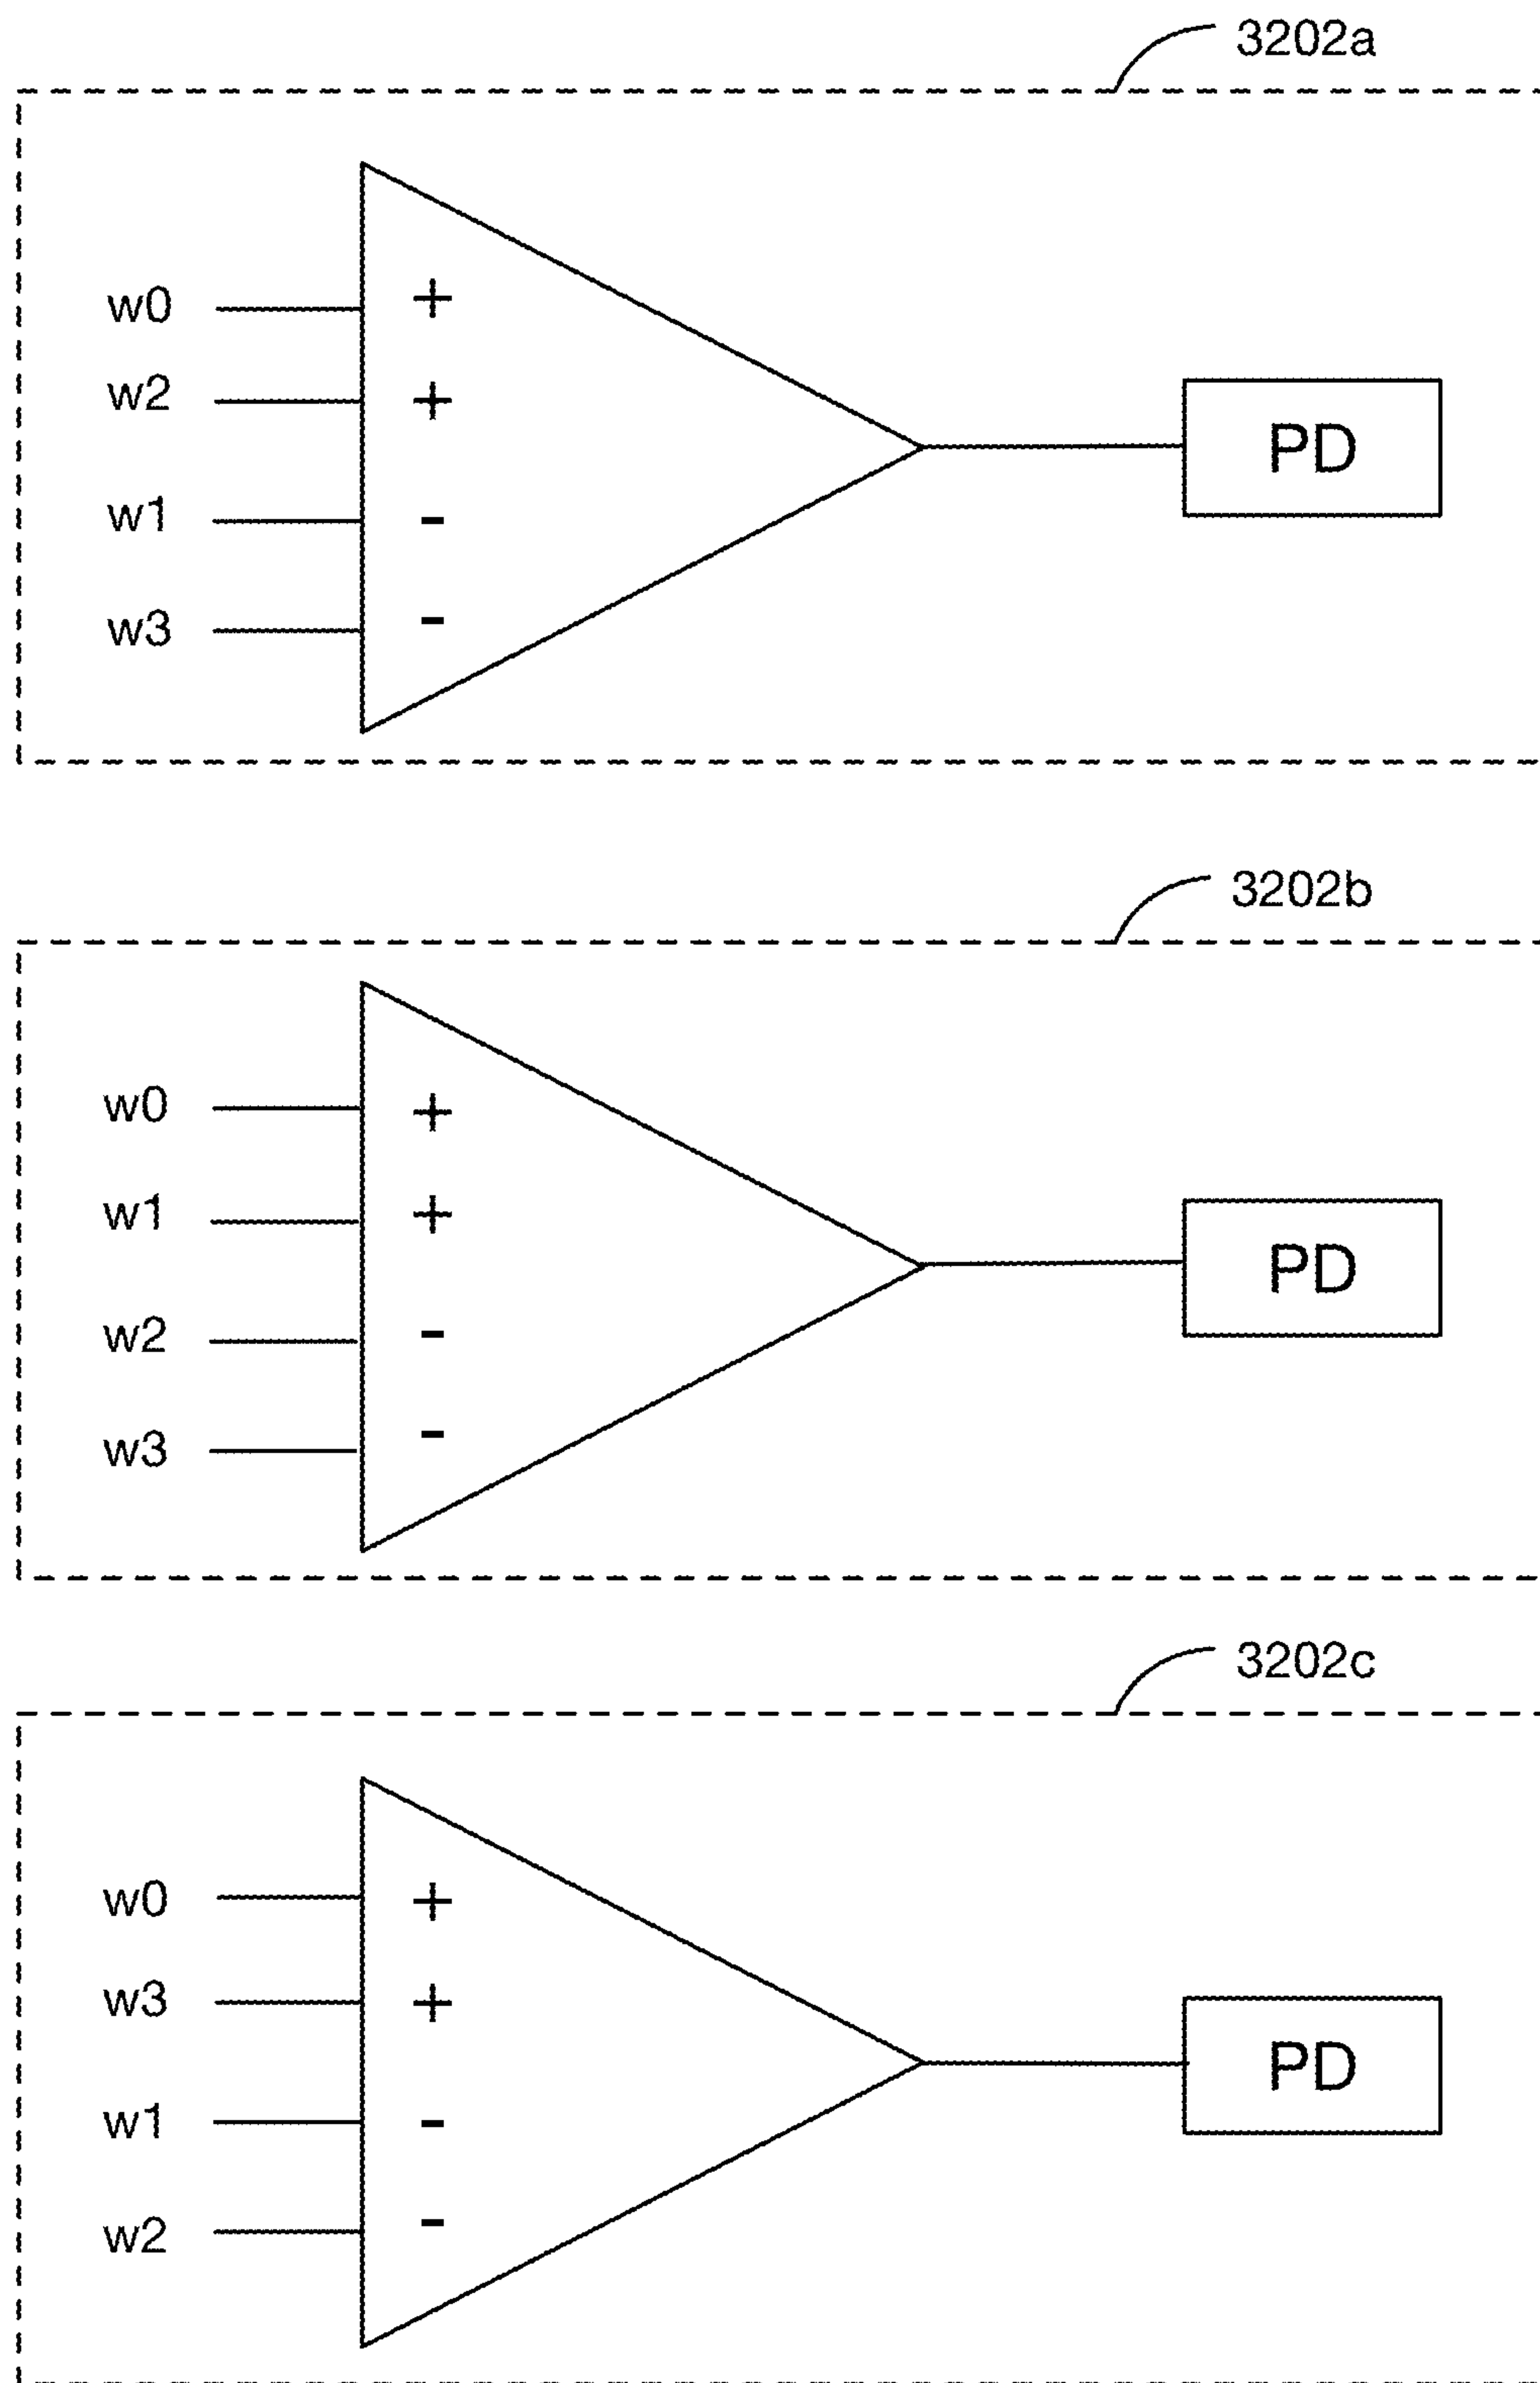 3202a
w0 +
w2 +
PD
w1 -
w3 -
3202b
w0 +
w1 +
PD
w2 -
w3 -
3202c
w0 +
w3 +
PD
w1 -
w2 -